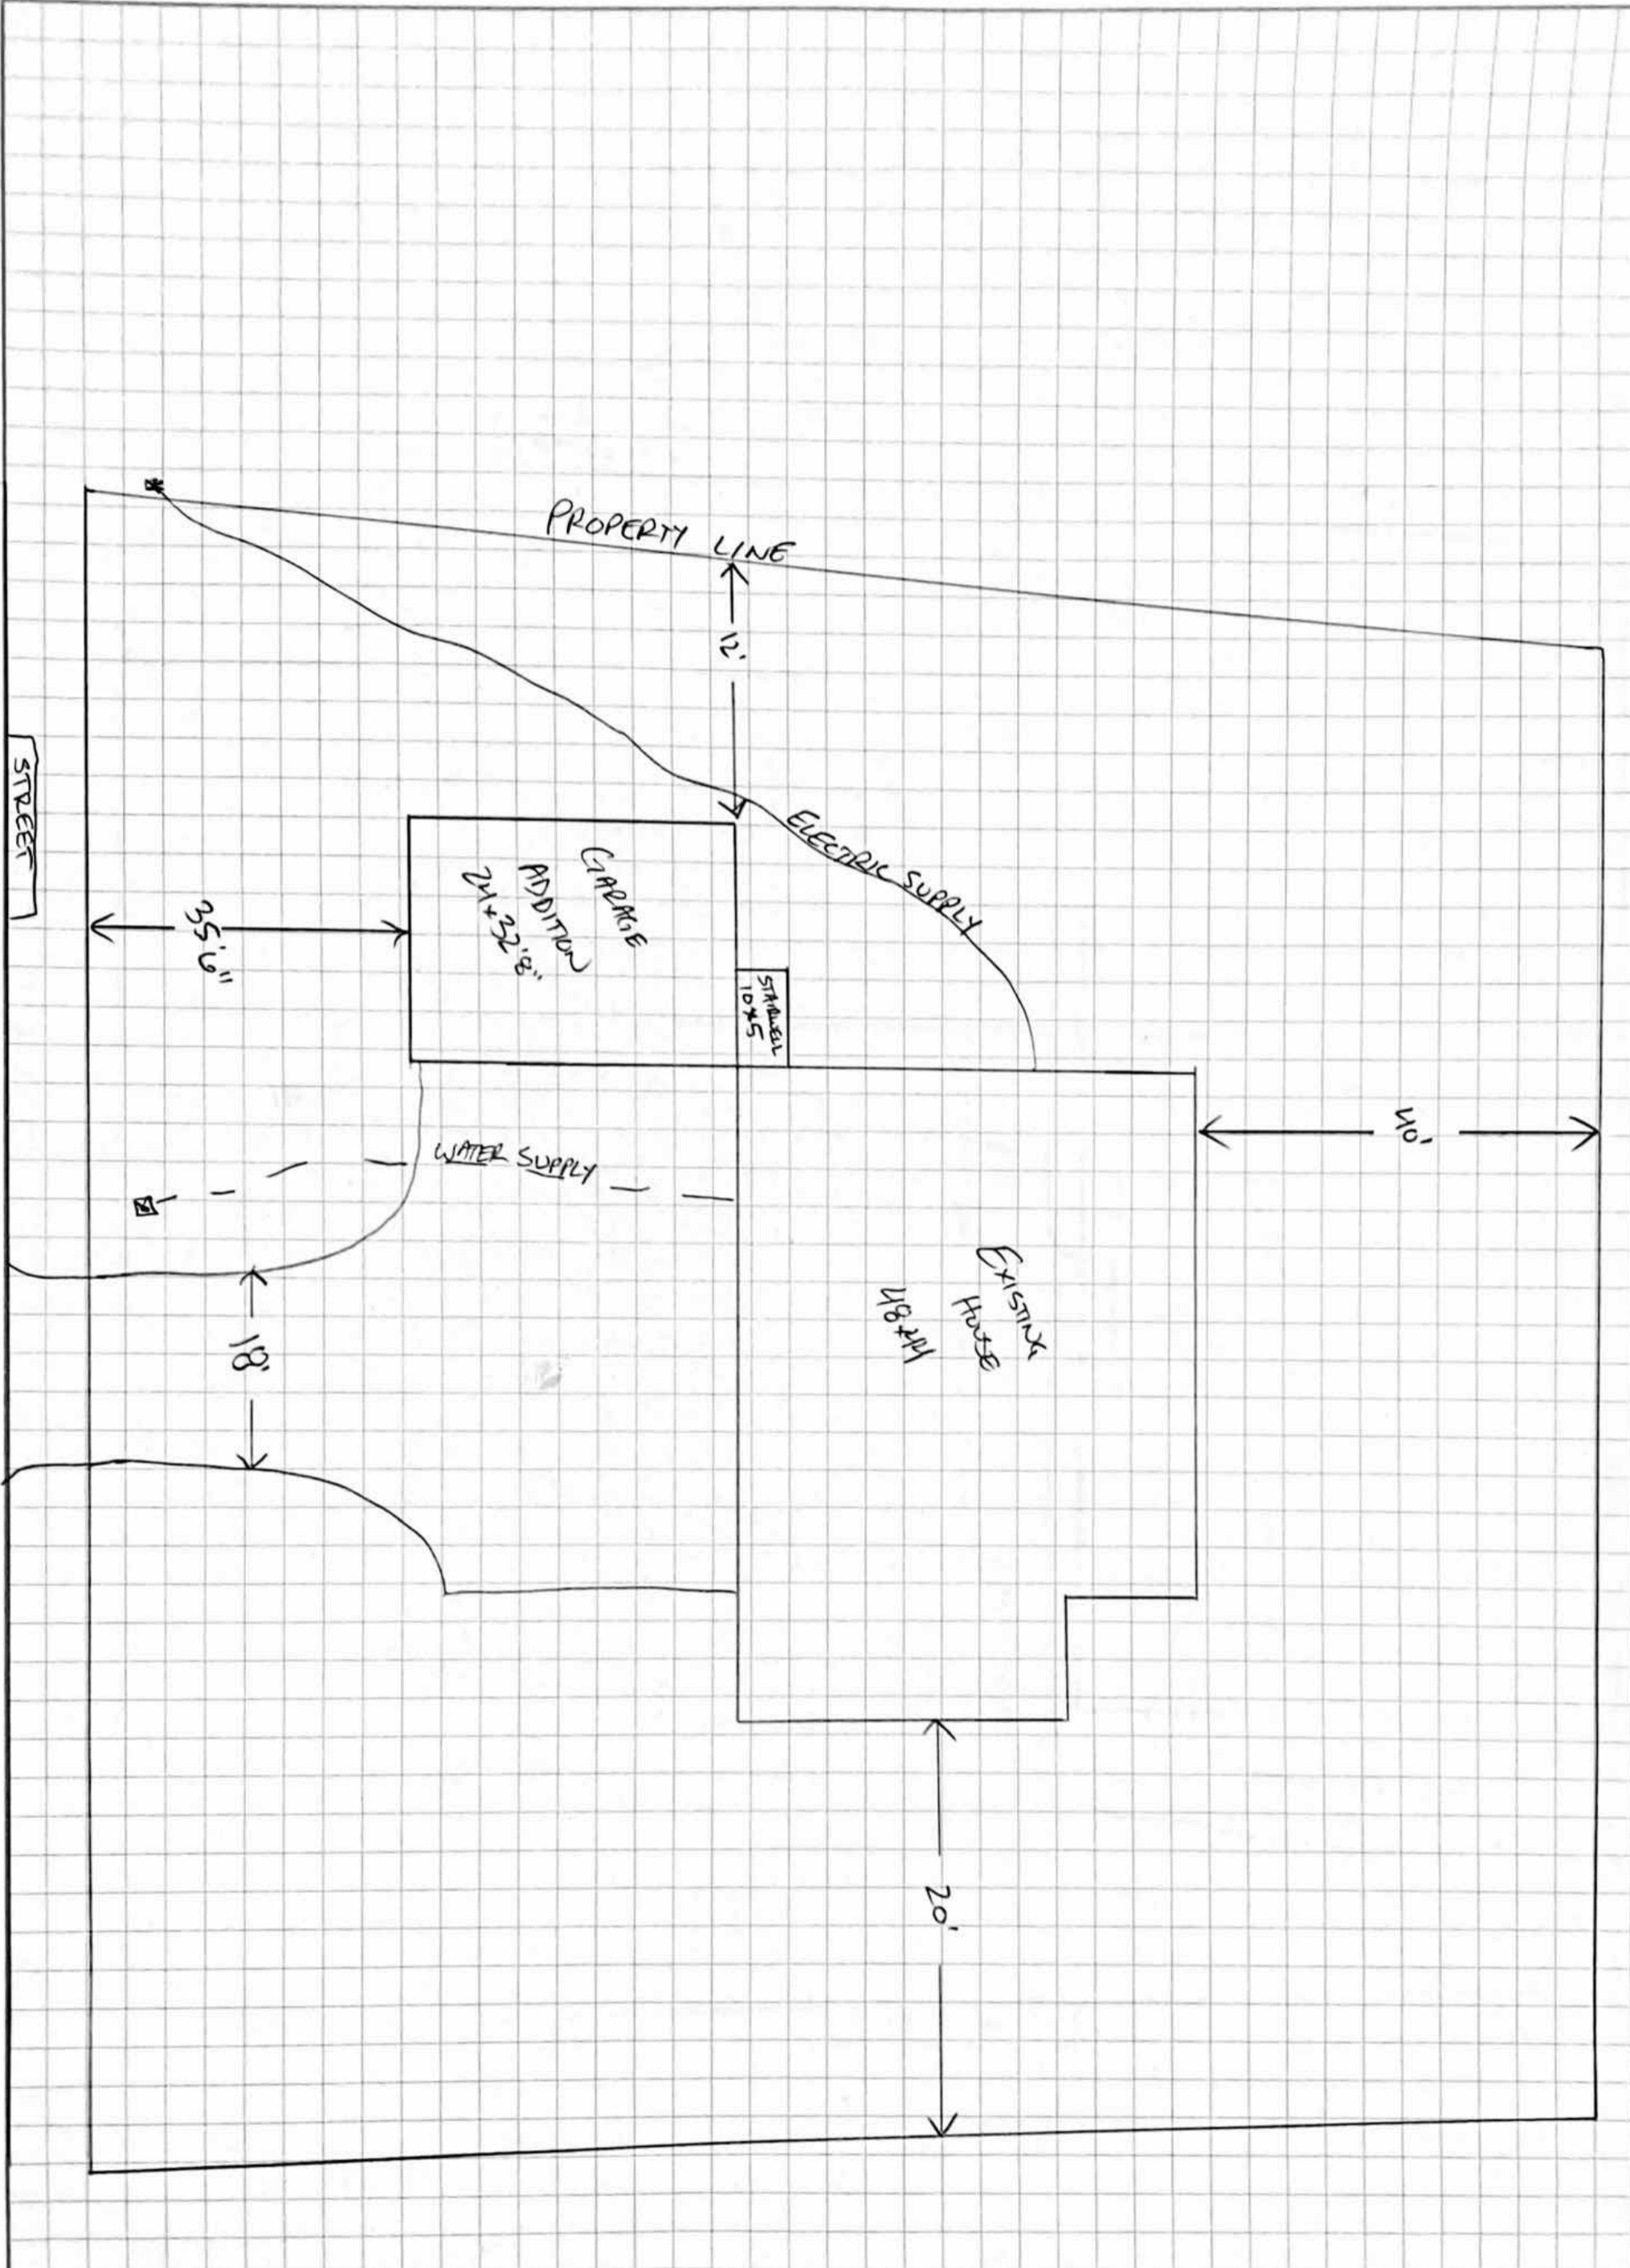 PROPERTY LINE
12'
ELECTRIC SUPPLY
STREET
35'6"
GARAGE
ADDITION
24x32'8"
STAIRWELL
10x5
40'
WATER SUPPLY
EXISTING
HOUSE
48x44
18'
20'